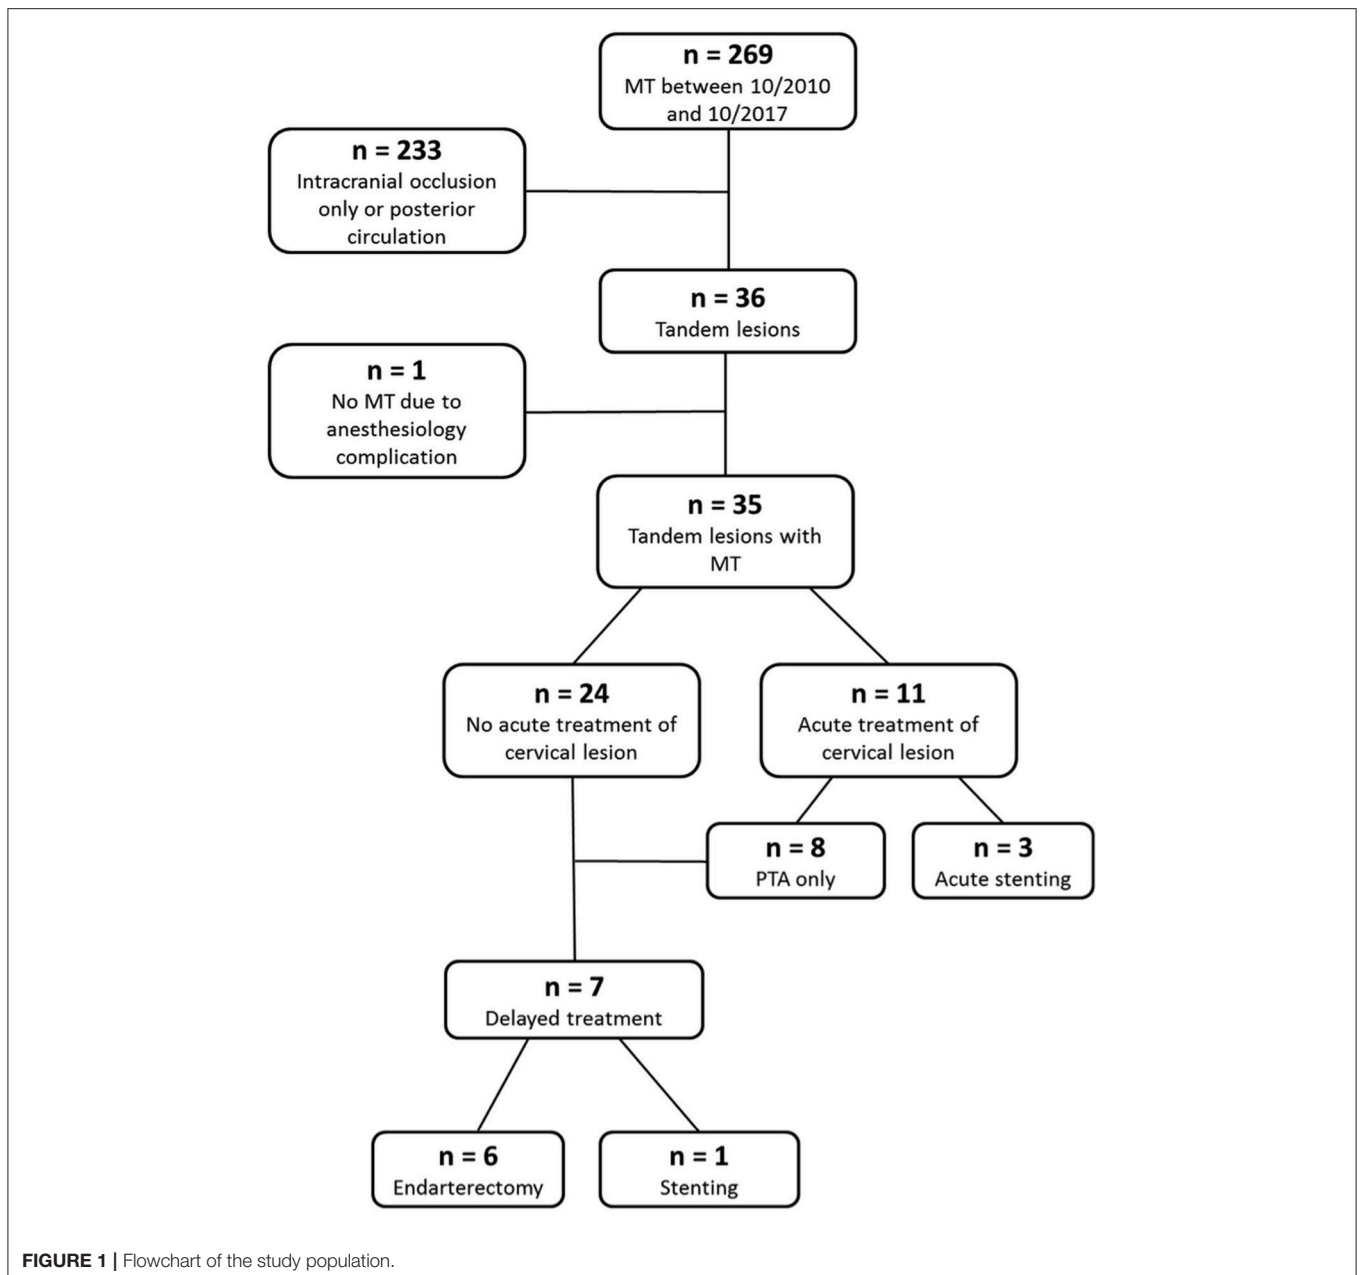 n = 269
MT between 10/2010
and 10/2017
n = 233
Intracranial occlusion
only or posterior
circulation
n = 36
Tandem lesions
n = 1
No MT due to
anesthesiology
complication
n = 35
Tandem lesions with
MT
n = 24
No acute treatment of
cervical lesion
n = 11
Acute treatment of
cervical lesion
n = 8
PTA only
n = 3
Acute stenting
n = 7
Delayed treatment
n = 6
Endarterectomy
n = 1
Stenting
FIGURE 1 | Flowchart of the study population.